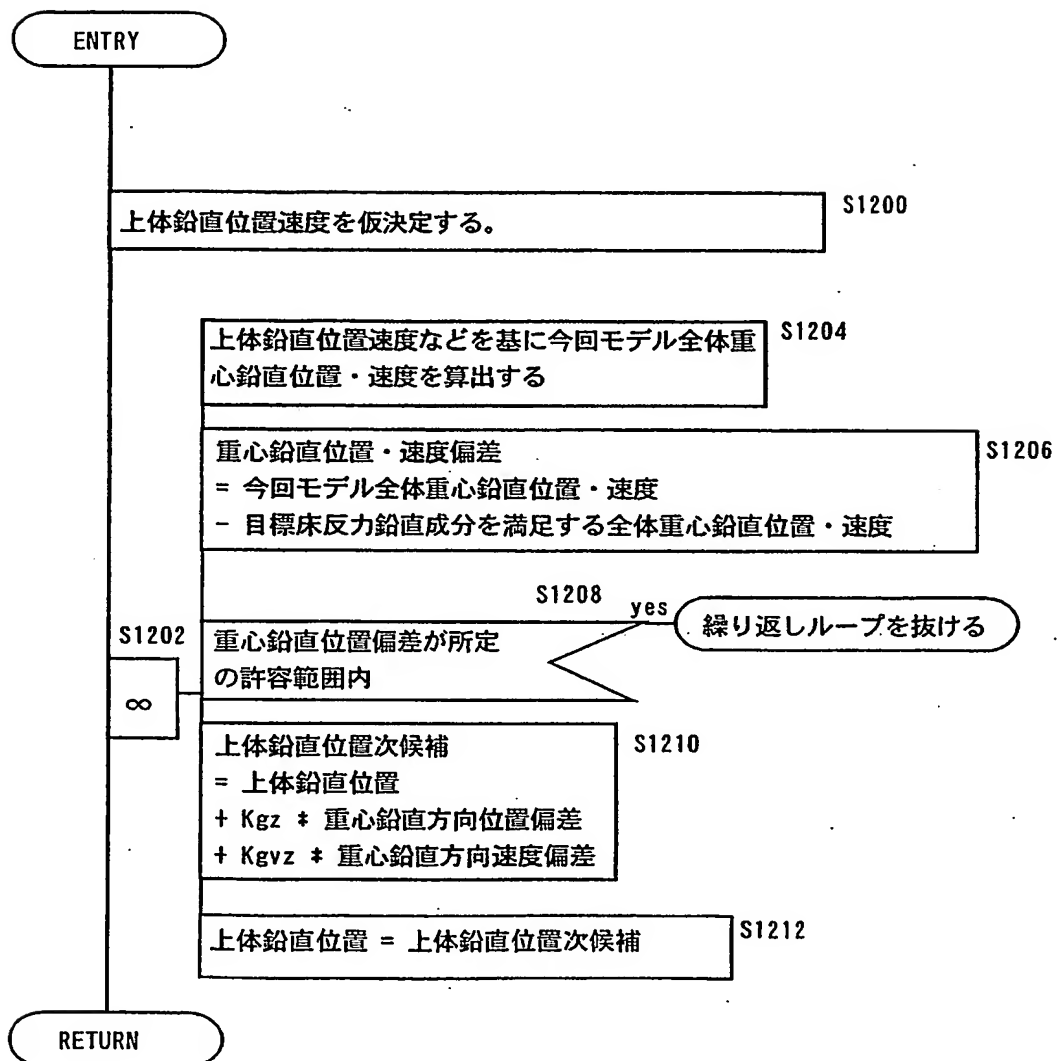 ENTRY
S1200
上体鉛直位置速度を仮決定する。
S1204
上体鉛直位置速度などを基に今回モデル全体重
心鉛直位置・速度を算出する
S1206
重心鉛直位置・速度偏差
= 今回モデル全体重心鉛直位置・速度
- 目標床反力鉛直成分を満足する全体重心鉛直位置・速度
S1208
yes
繰り返しループを抜ける
S1202
∞
重心鉛直位置偏差が所定
の許容範囲内
S1210
上体鉛直位置次候補
= 上体鉛直位置
+ Kgz * 重心鉛直方向位置偏差
+ Kgvz * 重心鉛直方向速度偏差
S1212
上体鉛直位置 = 上体鉛直位置次候補
RETURN